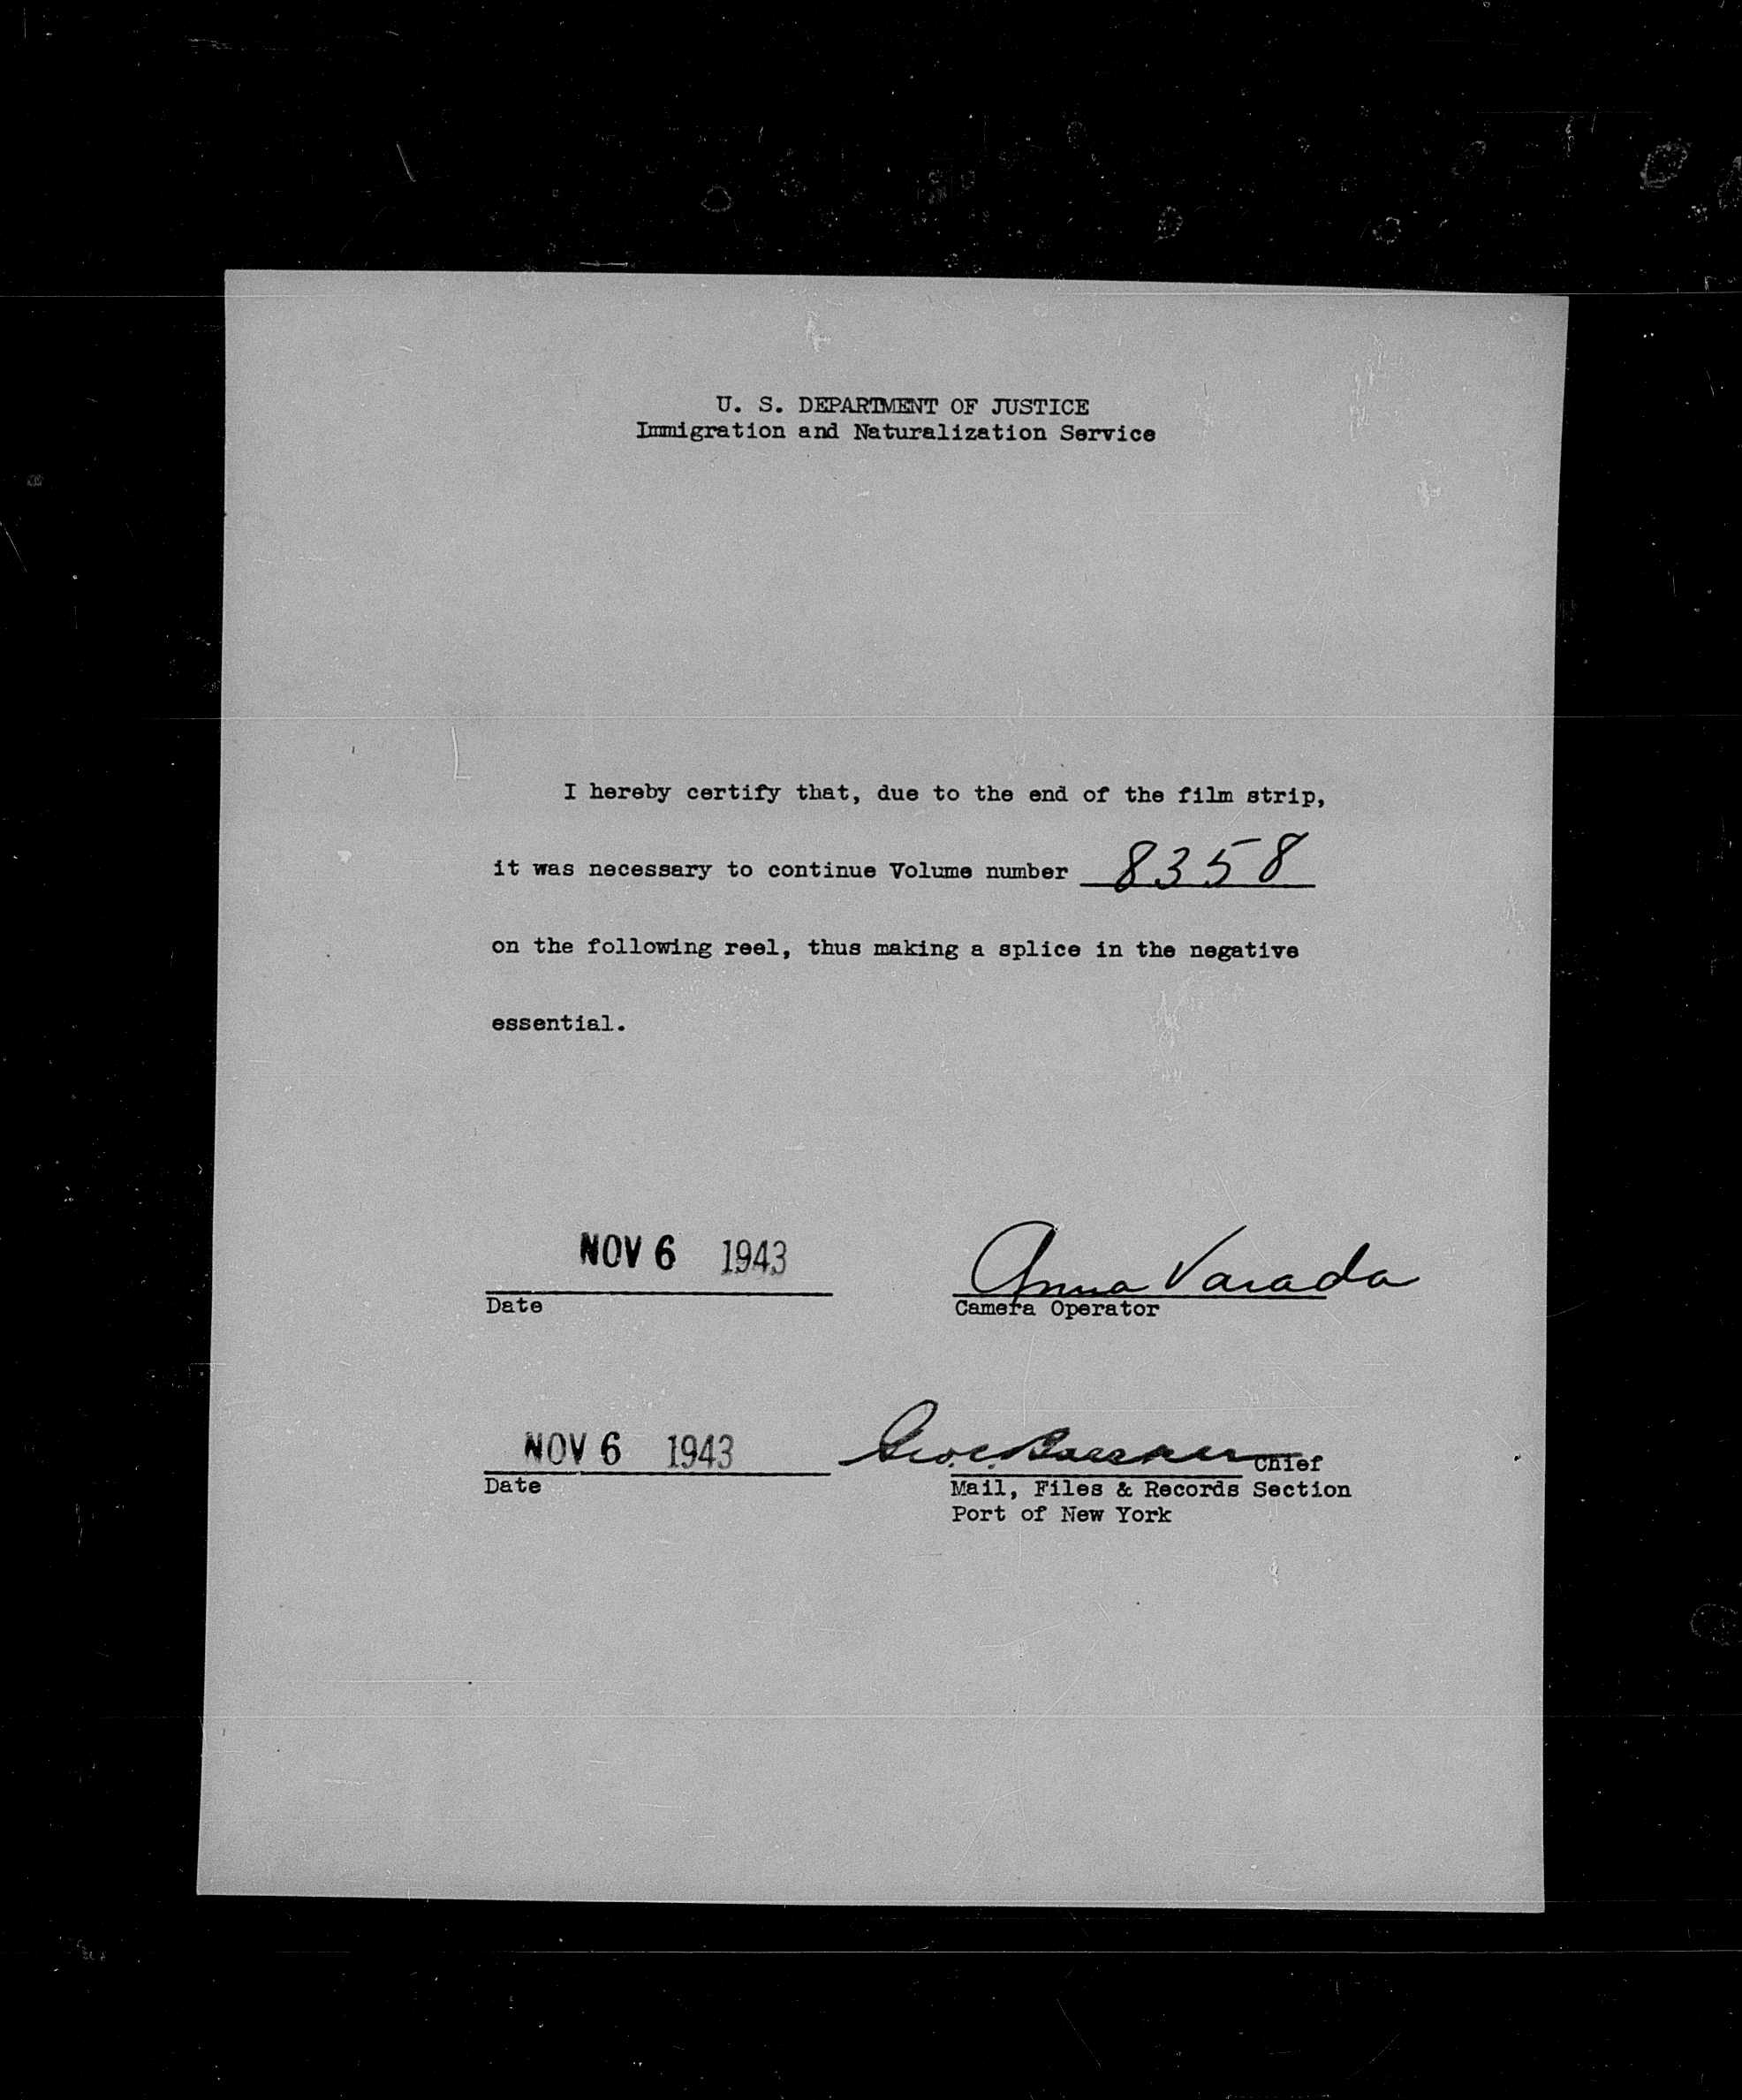 U. S. DEPARTMENT OF JUSTICE
Immigration and Naturalization Service
I hereby certify that, due to the end of the film strip,
it was necessary to continue Volume number 8358
on the following reel, thus making a splice in the negative
essential.
NOV 6 1943
Anna Varada
Date
Camera Operator
NOV 6 1943
Chief
Date
Mail, Files & Records Section
Port of New York